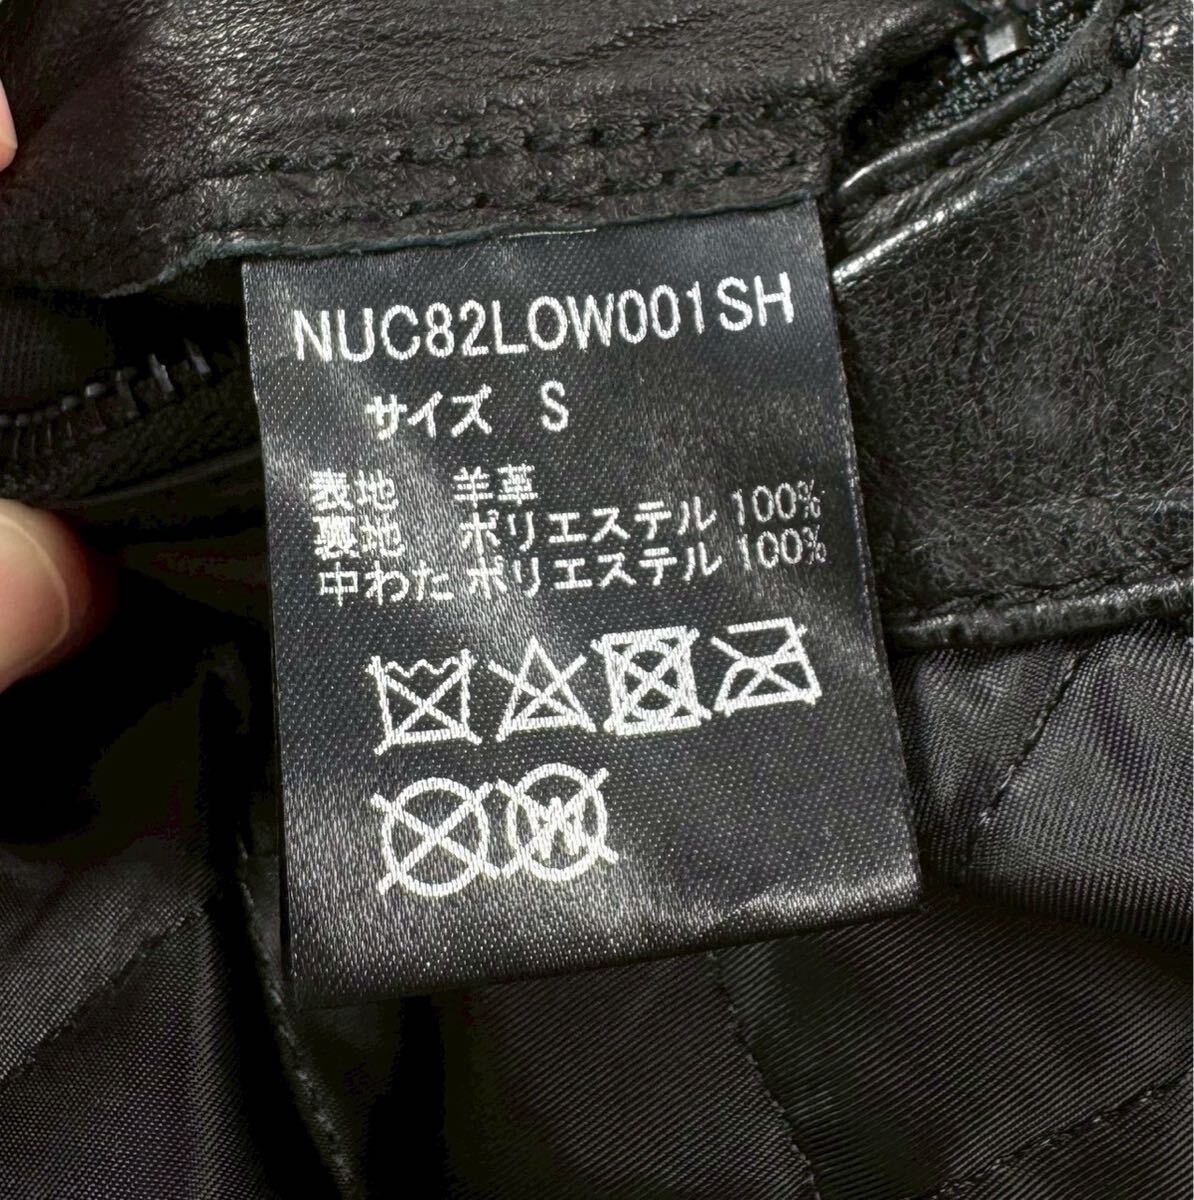 NUC82LOW001SH
サイズ S
表地 羊革
裏地 ポリエステル 100%
中わた ポリエステル 100%
W